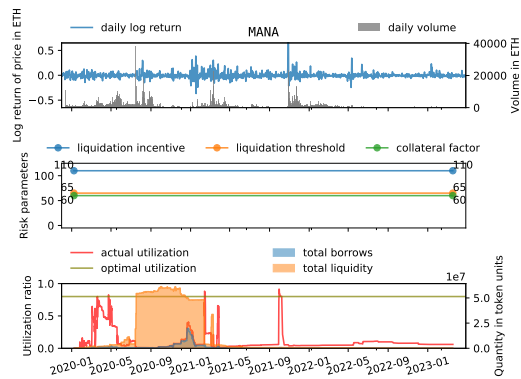 daily log return
daily volume
MANA
Log return of price in ETH
0.5
0.0
−0.5
40000
20000
0
Volume in ETH
liquidation incentive
liquidation threshold
collateral factor
Risk parameters
100
50
0
110
110
65
65
60
60
actual utilization
total borrows
optimal utilization
total liquidity
1e7
Utilization ratio
1.0
0.5
0.0
5.0
2.5
0.0
Quantity in token units
2020-01
2020-05
2020-09
2021-01
2021-05
2021-09
2022-01
2022-05
2022-09
2023-01